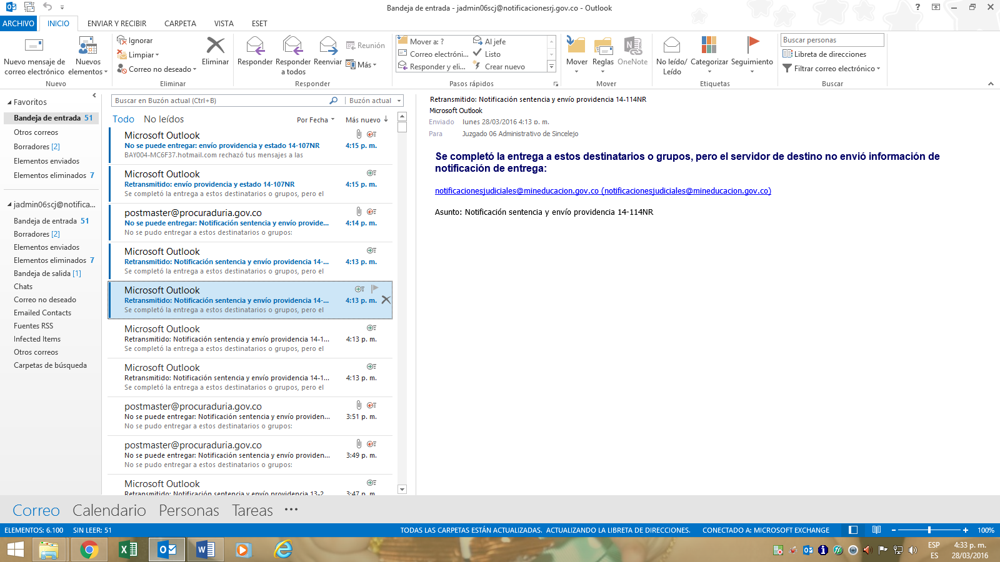 Bandeja de entrada - jadmin06scj@notificacionesrj.gov.co - Outlook
ARCHIVO INICIO ENVIAR Y RECIBIR CARPETA VISTA ESET
Nuevo mensaje de correo electrónico
Nuevos elementos
Nuevo
Ignorar
Limpiar
Correo no deseado
Eliminar
Eliminar
Responder
Responder a todos
Reenviar
Reunión
Más
Responder
Mover a: ?
Correo electróni...
Responder y eli...
Al jefe
Listo
Crear nuevo
Pasos rápidos
Mover
Reglas
OneNote
Mover
No leído/ Leído
Categorizar
Seguimiento
Etiquetas
Buscar personas
Libreta de direcciones
Filtrar correo electrónico
Buscar
Favoritos
Bandeja de entrada 51
Otros correos
Borradores [2]
Elementos enviados
Elementos eliminados 7
jadmin06scj@notifica...
Bandeja de entrada 51
Borradores [2]
Elementos enviados
Elementos eliminados 7
Bandeja de salida [1]
Chats
Correo no deseado
Emailed Contacts
Fuentes RSS
Infected Items
Otros correos
Carpetas de búsqueda
Buscar en Buzón actual (Ctrl+B) Buzón actual
Todo No leídos Por Fecha Más nuevo
Microsoft Outlook
No se puede entregar: envío providencia y estado 14-107NR 4:15 p. m.
BAY004-MC6F37.hotmail.com rechazó tus mensajes a las
Microsoft Outlook
Retransmitido: envío providencia y estado 14-107NR 4:15 p. m.
Se completó la entrega a estos destinatarios o grupos, pero el
postmaster@procuraduria.gov.co
No se puede entregar: Notificación sentencia y envío provide... 4:14 p. m.
No se pudo entregar a estos destinatarios o grupos:
Microsoft Outlook
Retransmitido: Notificación sentencia y envío providencia 14-... 4:13 p. m.
Se completó la entrega a estos destinatarios o grupos, pero el
Microsoft Outlook
Retransmitido: Notificación sentencia y envío providencia 14-... 4:13 p. m.
Se completó la entrega a estos destinatarios o grupos, pero el
Microsoft Outlook
Retransmitido: Notificación sentencia y envío providencia 14-1... 4:13 p. m.
Se completó la entrega a estos destinatarios o grupos, pero el
Microsoft Outlook
Retransmitido: Notificación sentencia y envío providencia 14-1... 4:13 p. m.
Se completó la entrega a estos destinatarios o grupos, pero el
postmaster@procuraduria.gov.co
No se puede entregar: Notificación sentencia y envío providen... 3:51 p. m.
No se pudo entregar a estos destinatarios o grupos:
postmaster@procuraduria.gov.co
No se puede entregar: Notificación sentencia y envío providen... 3:49 p. m.
No se pudo entregar a estos destinatarios o grupos:
Microsoft Outlook
Retransmitido: Notificación sentencia y envío providencia 13-2... 3:47 p. m.
Retransmitido: Notificación sentencia y envío providencia 14-114NR
Microsoft Outlook
Enviado lunes 28/03/2016 4:13 p. m.
Para Juzgado 06 Administrativo de Sincelejo
Se completó la entrega a estos destinatarios o grupos, pero el servidor de destino no envió información de
notificación de entrega:
notificacionesjudiciales@mineducacion.gov.co (notificacionesjudiciales@mineducacion.gov.co)
Asunto: Notificación sentencia y envío providencia 14-114NR
Correo Calendario Personas Tareas ...
ELEMENTOS: 6.100 SIN LEER: 51 TODAS LAS CARPETAS ESTÁN ACTUALIZADAS. ACTUALIZANDO LA LIBRETA DE DIRECCIONES. CONECTADO A: MICROSOFT EXCHANGE 100%
ESP 4:33 p. m.
ES 28/03/2016